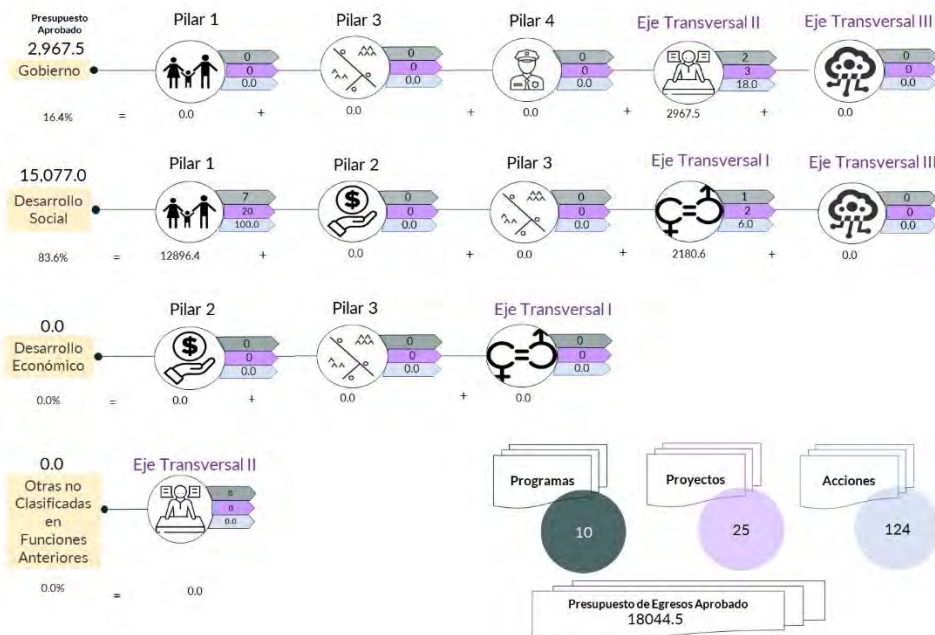 Presupuesto
Aprobado
2,967.5
Gobierno
16.4%
=
Pilar 1
0
0
0.0
0.0
+
Pilar 3
0
0
0.0
0.0
+
Pilar 4
0
0
0.0
0.0
+
Eje Transversal II
2
3
18.0
2967.5
+
Eje Transversal III
0
0
0.0
0.0
15,077.0
Desarrollo
Social
83.6%
=
Pilar 1
7
20
100.0
12896.4
+
Pilar 2
$
0
0
0.0
0.0
+
Pilar 3
0
0
0.0
0.0
+
Eje Transversal I
1
2
6.0
2180.6
+
Eje Transversal III
0
0
0.0
0.0
0.0
Desarrollo
Económico
0.0%
=
Pilar 2
$
0
0
0.0
0.0
+
Pilar 3
0
0
0.0
0.0
+
Eje Transversal I
0
0
0.0
0.0
0.0
Otras no
Clasificadas
en
Funciones
Anteriores
0.0%
=
Eje Transversal II
0
0
0.0
0.0
Programas
10
Proyectos
25
Acciones
124
Presupuesto de Egresos Aprobado
18044.5